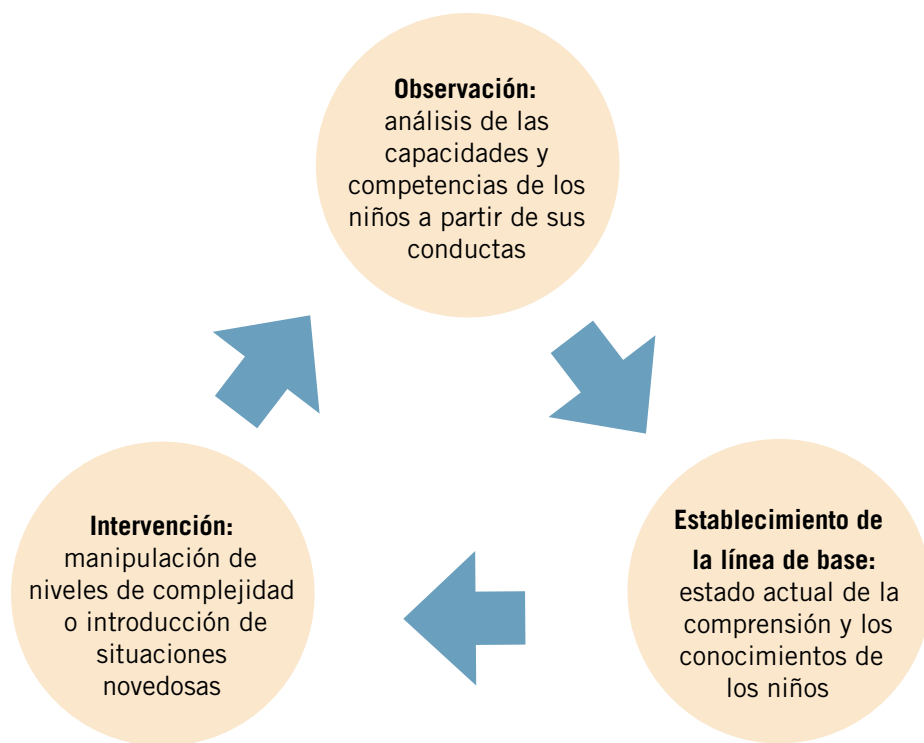 Observación:
análisis de las
capacidades y
competencias de los
niños a partir de sus
conductas
Establecimiento de
la línea de base:
estado actual de la
comprensión y los
conocimientos de
los niños
Intervención:
manipulación de
niveles de complejidad
o introducción de
situaciones
novedosas